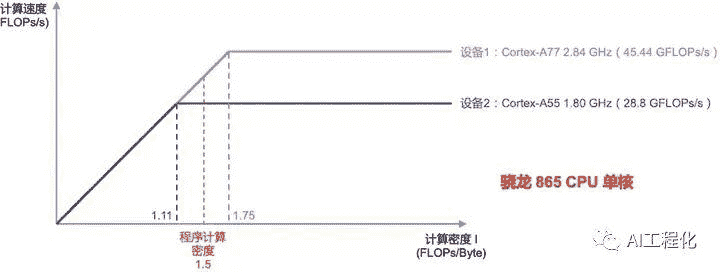 计算速度
FLOPs/s)
设备1：Cortex-A77 2.84 GHz（45.44 GFLOPs/s）
设备2：Cortex-A55 1.80 GHz（28.8 GFLOPs/s）
骁龙 865 CPU 单核
1.11
1.75
程序计算
密度
1.5
计算密度 I
(FLOPs/Byte)
AI工程化